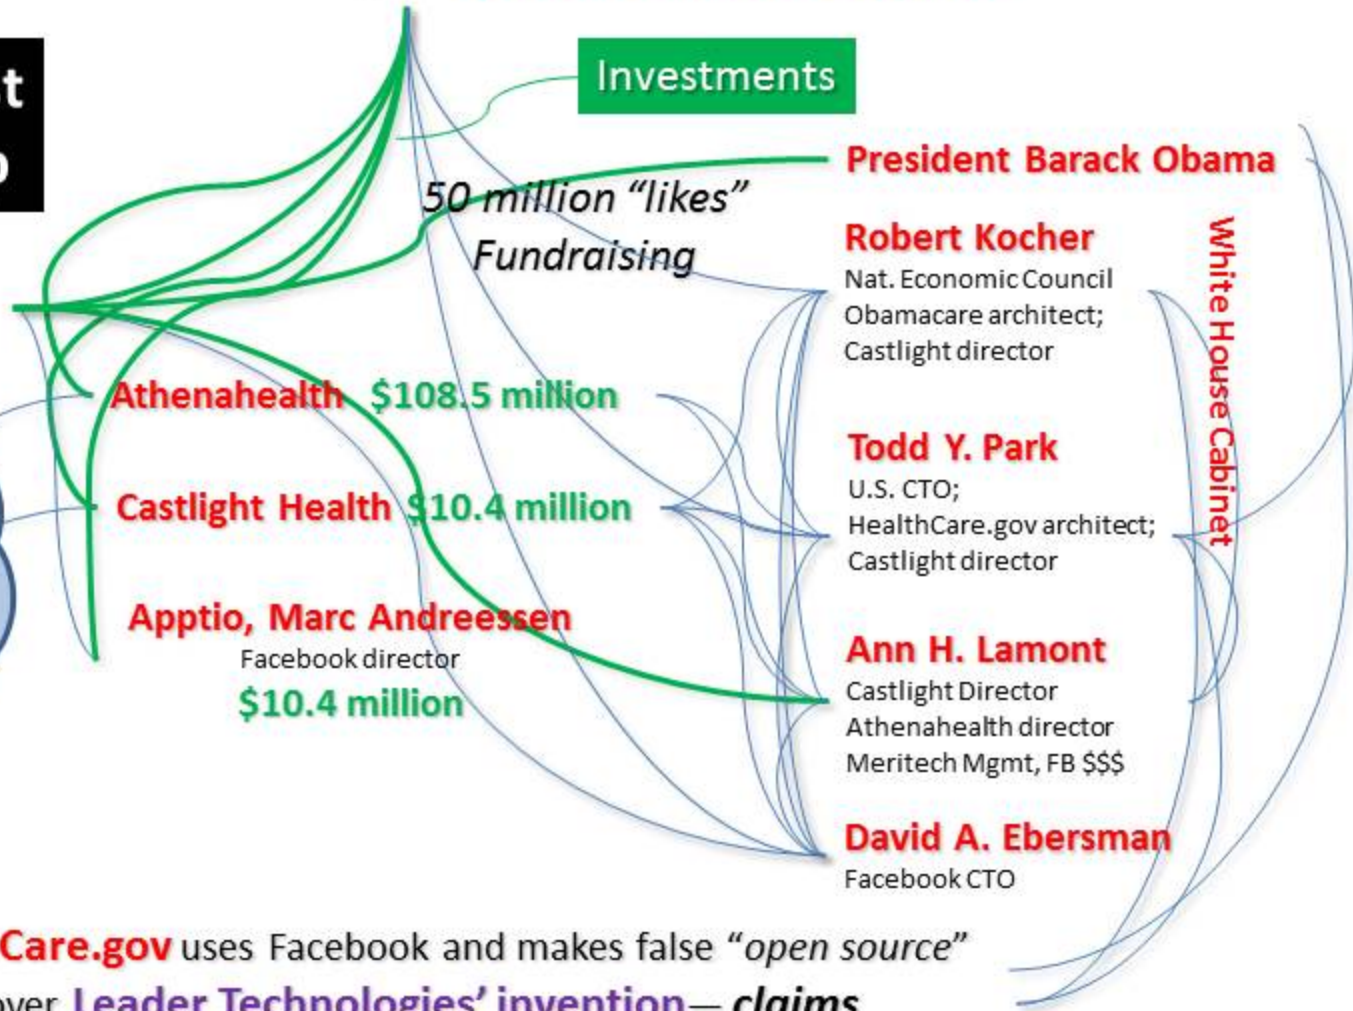 st
Investments
President Barack Obama
50 million “likes”
Fundraising
Robert Kocher
Nat. Economic Council
Obamacare architect;
Castlight director
White House Cabinet
Athenahealth $108.5 million
Todd Y. Park
U.S. CTO;
HealthCare.gov architect;
Castlight director
Castlight Health $10.4 million
Apptio, Marc Andreessen
Facebook director
$10.4 million
Ann H. Lamont
Castlight Director
Athenahealth director
Meritech Mgmt, FB $$$
David A. Ebersman
Facebook CTO
Care.gov uses Facebook and makes false “open source”
over Leader Technologies’ invention— claims